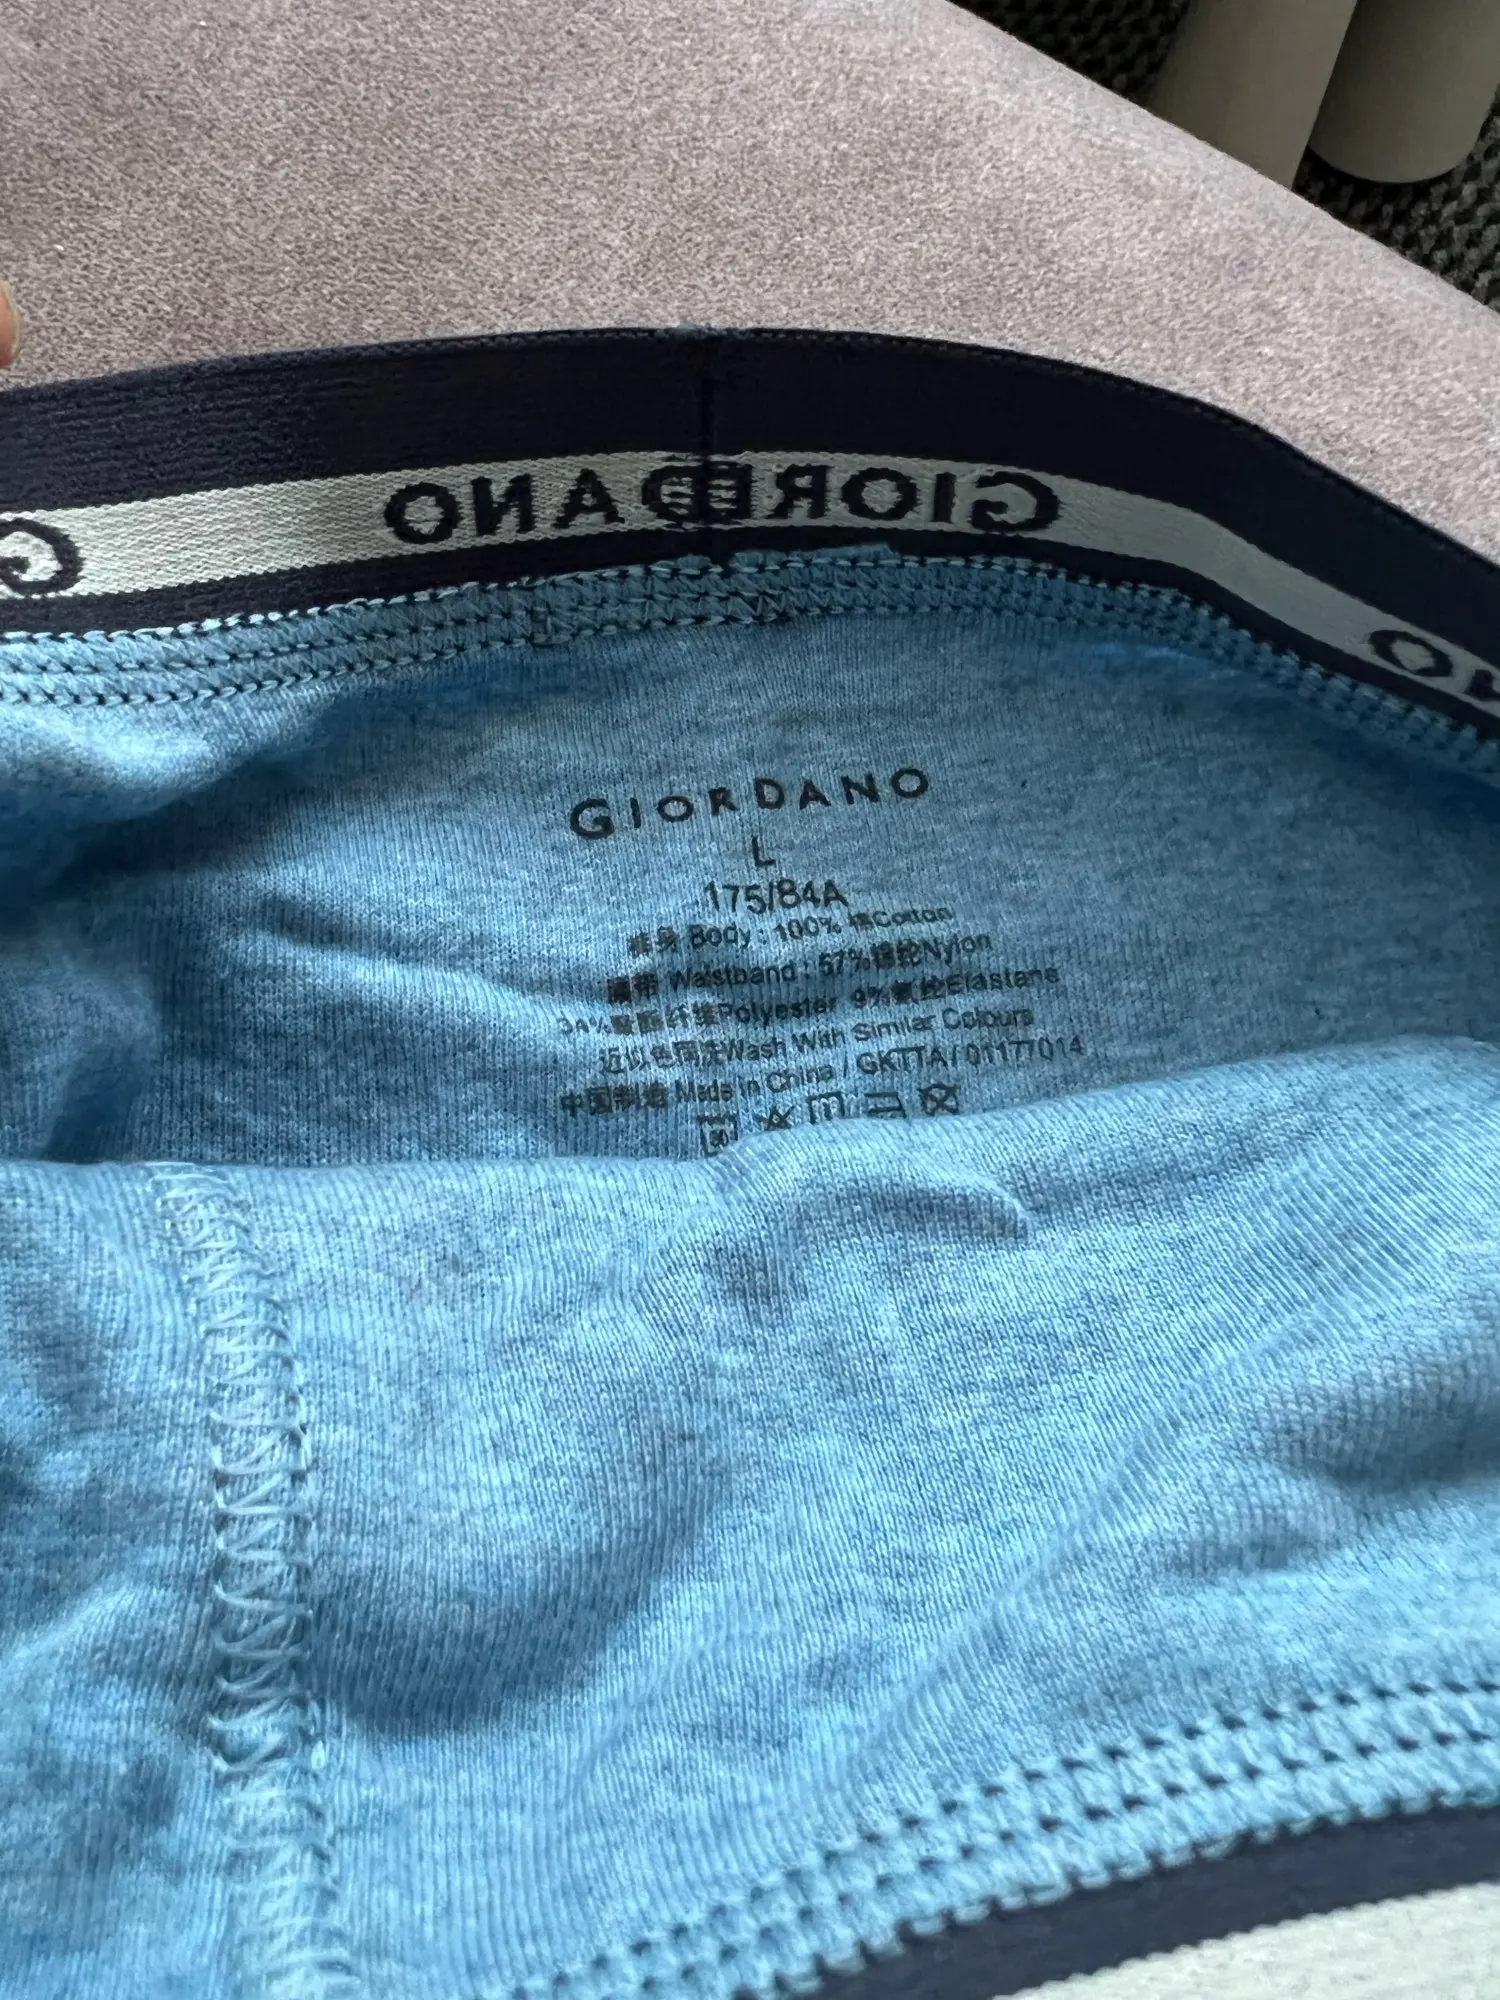 GIORDANO
GIORDANO
L
175/84A
裤身 Body : 100% 棉Cotton
腰带 Waistband : 57%锦纶Nylon
34%聚酯纤维Polyester 9%氨纶Elastane
近似色同洗Wash With Similar Colours
中国制造 Made in China / GKTTA / 01177014
30